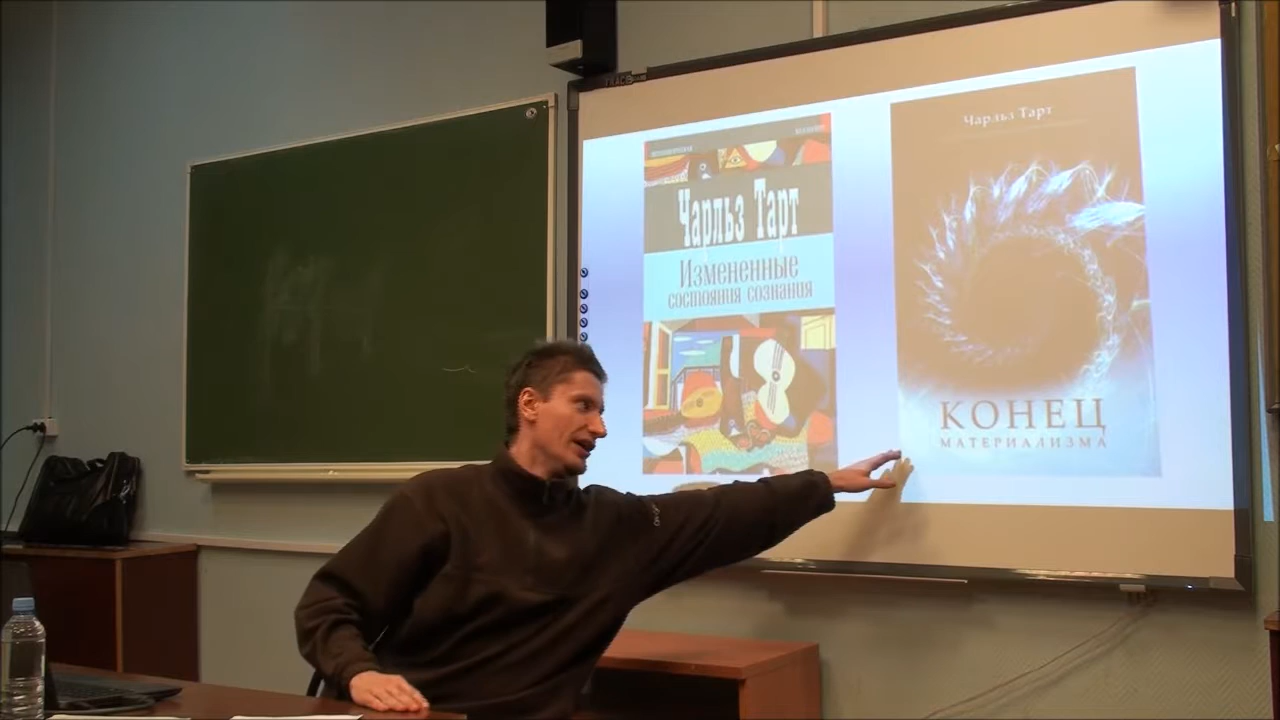 Чарльз Тарт
Измененные
состояния сознания
Чарльз Тарт
КОНЕЦ
МАТЕРИАЛИЗМА